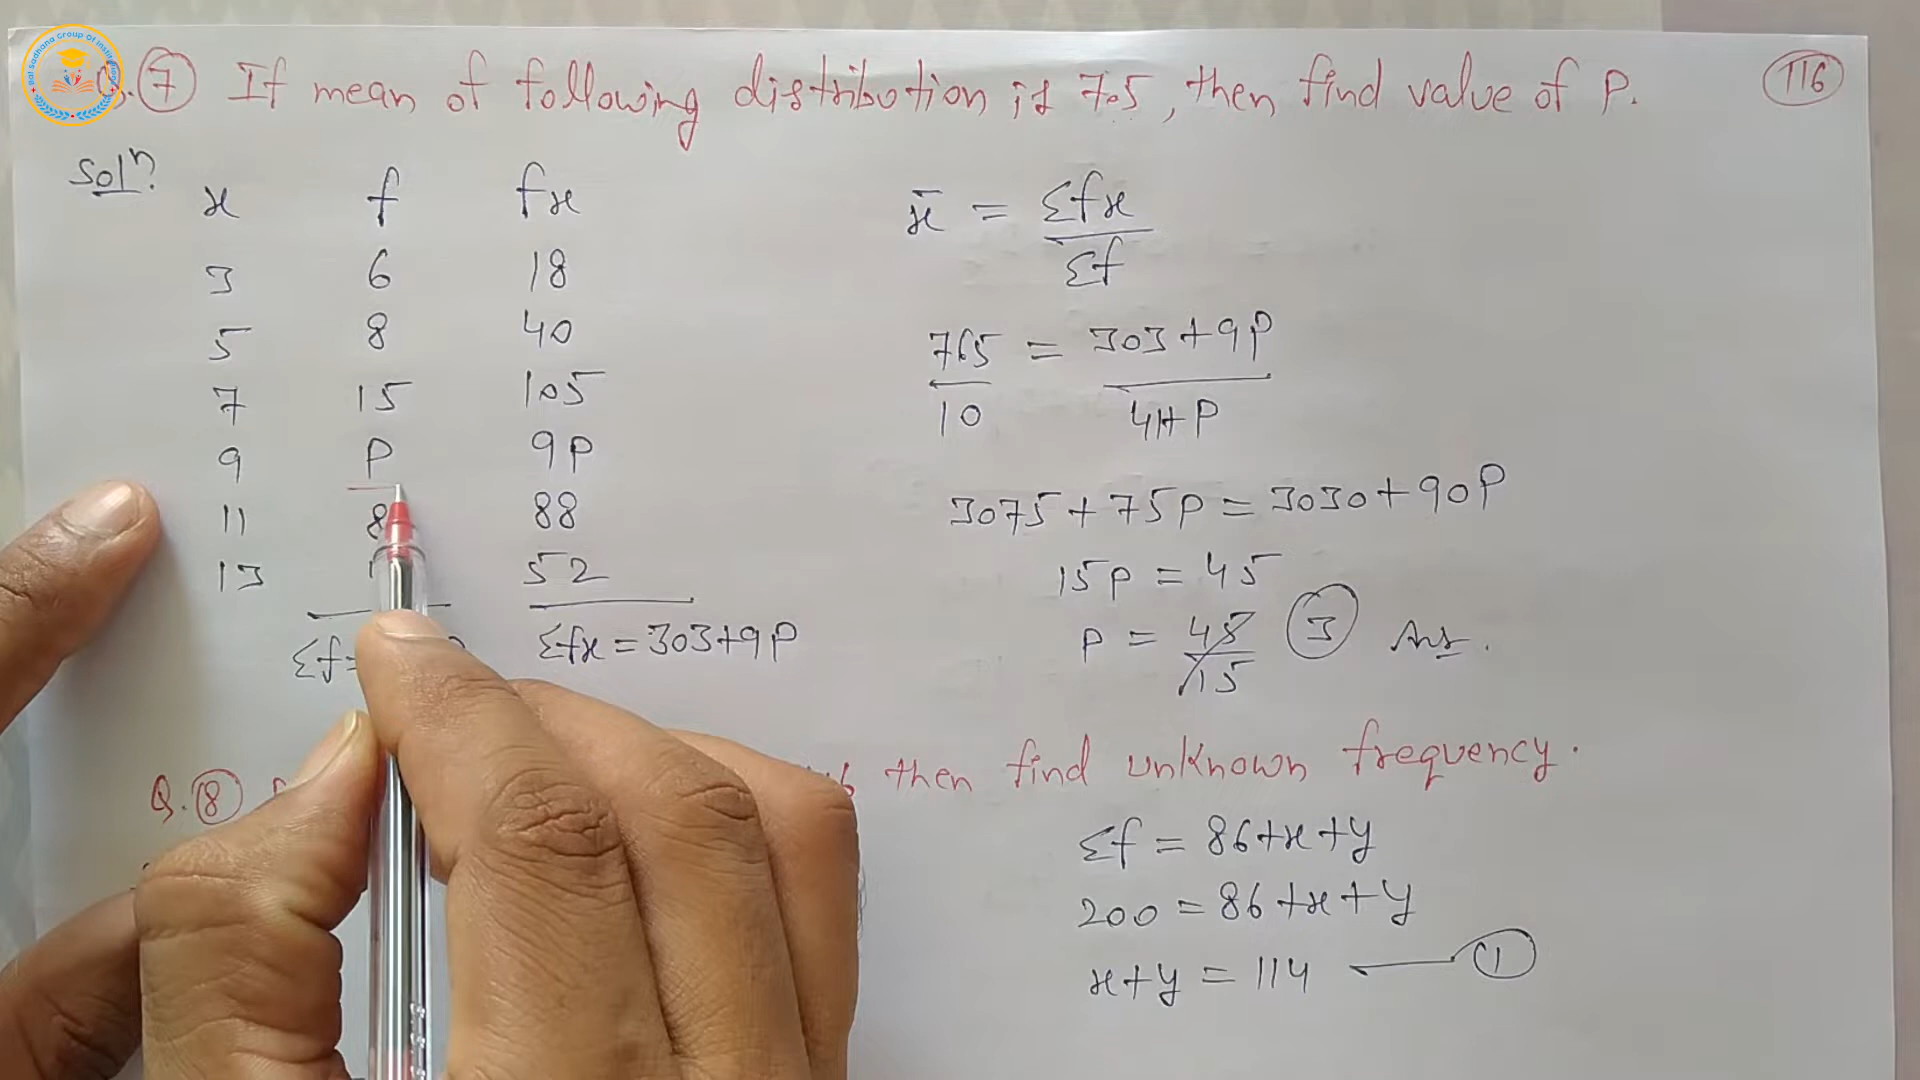 Q. 7 If mean of following distribution is 7.5, then find value of P. 116
Solⁿ
x f fx
3 6 18
5 8 40
7 15 105
9 P 9P
11 8 88
13 52
Σf= Σfx = 303+9P
x̄ = Σfx / Σf
765/10 = 303+9P / 41+P
3075+75P = 3030+90P
15P = 45
P = 45/15 3 Ans.
Q. 8 then find unknown frequency.
Σf = 86+x+y
200 = 86+x+y
x+y = 114 1